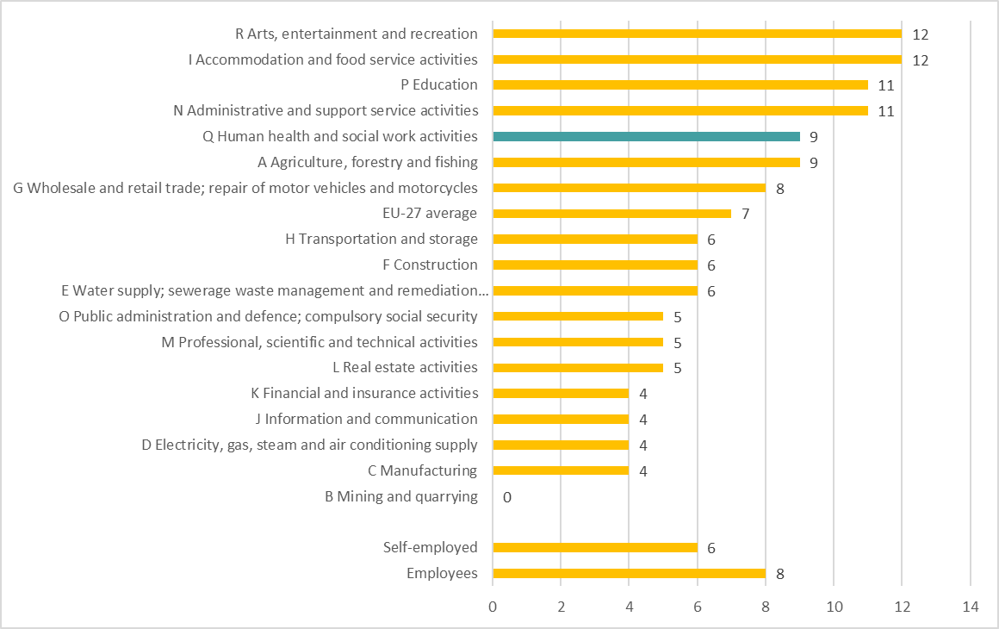 R Arts, entertainment and recreation 12
I Accommodation and food service activities 12
P Education 11
N Administrative and support service activities 11
Q Human health and social work activities 9
A Agriculture, forestry and fishing 9
G Wholesale and retail trade; repair of motor vehicles and motorcycles 8
EU-27 average 7
H Transportation and storage 6
F Construction 6
E Water supply; sewerage waste management and remediation... 6
O Public administration and defence; compulsory social security 5
M Professional, scientific and technical activities 5
L Real estate activities 5
K Financial and insurance activities 4
J Information and communication 4
D Electricity, gas, steam and air conditioning supply 4
C Manufacturing 4
B Mining and quarrying 0
Self-employed 6
Employees 8
0 2 4 6 8 10 12 14